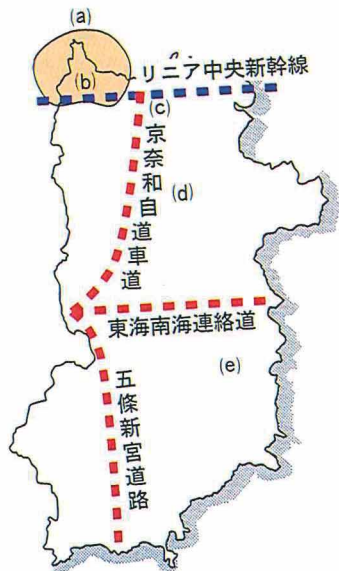 (a)
リニア中央新幹線
(b)
(c)
京奈和自道車道
(d)
東海南海連絡道
(e)
五條新宮道路